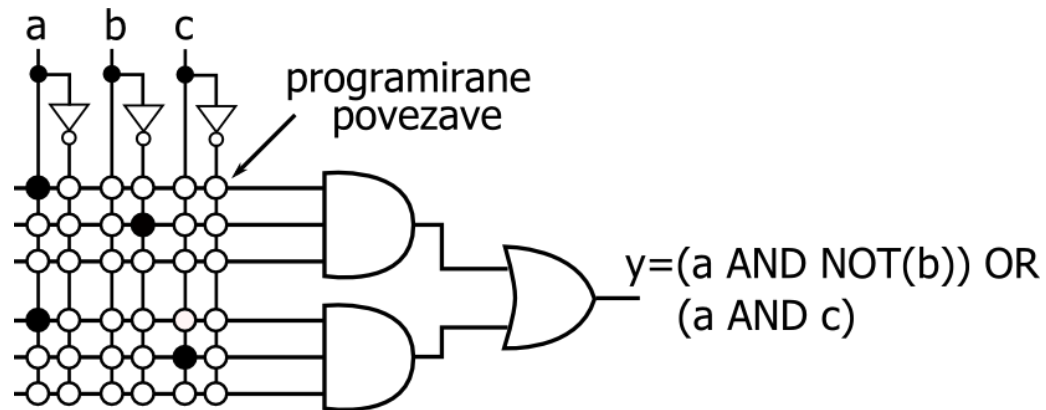 a b c
programirane
povezave
y=(a AND NOT(b)) OR
(a AND c)